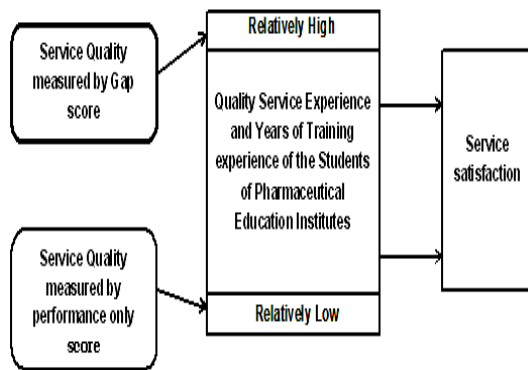 Service Quality
measured by Gap
score
Relatively High
Quality Service Experience
and Years of Training
experience of the Students
of Pharmaceutical
Education Institutes
Service
satisfaction
Service Quality
measured by
performance only
score
Relatively Low